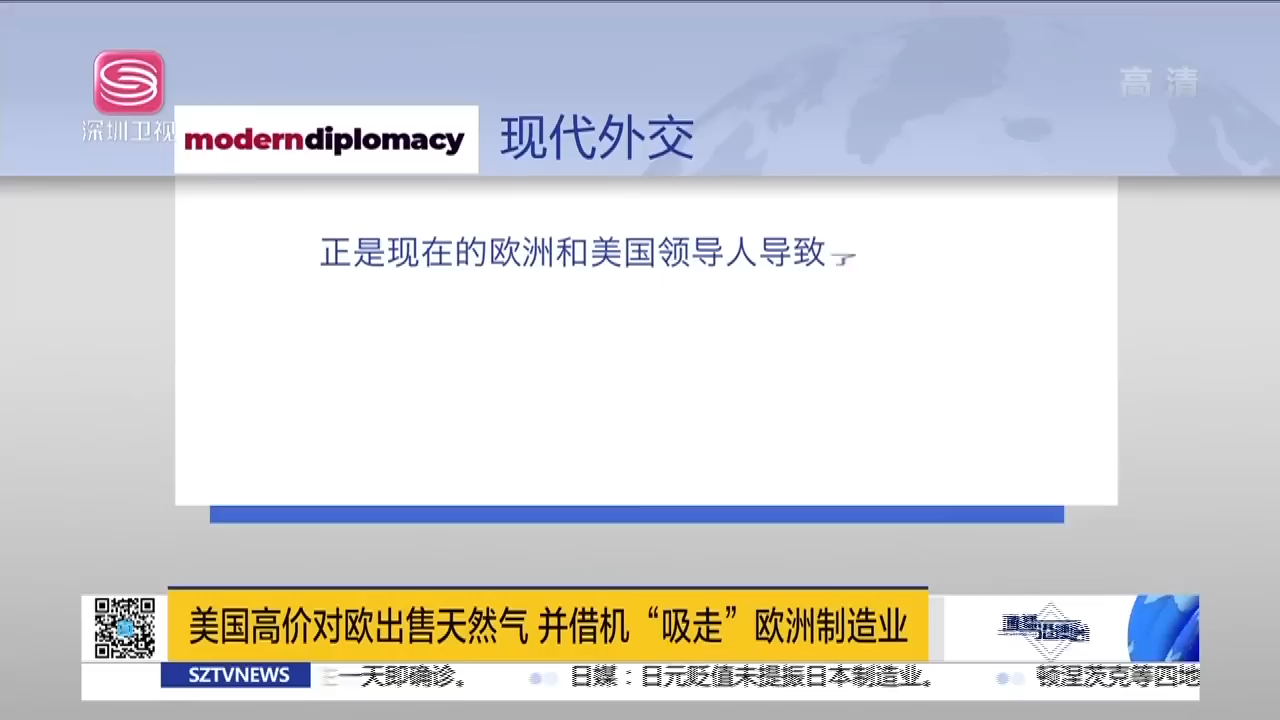 高清
深圳卫视
moderndiplomacy 现代外交
正是现在的欧洲和美国领导人导致
美国高价对欧出售天然气 并借机“吸走”欧洲制造业
SZTVNEWS
一天即确诊。 日媒：日元贬值未提振日本制造业。 顿涅茨克等四地